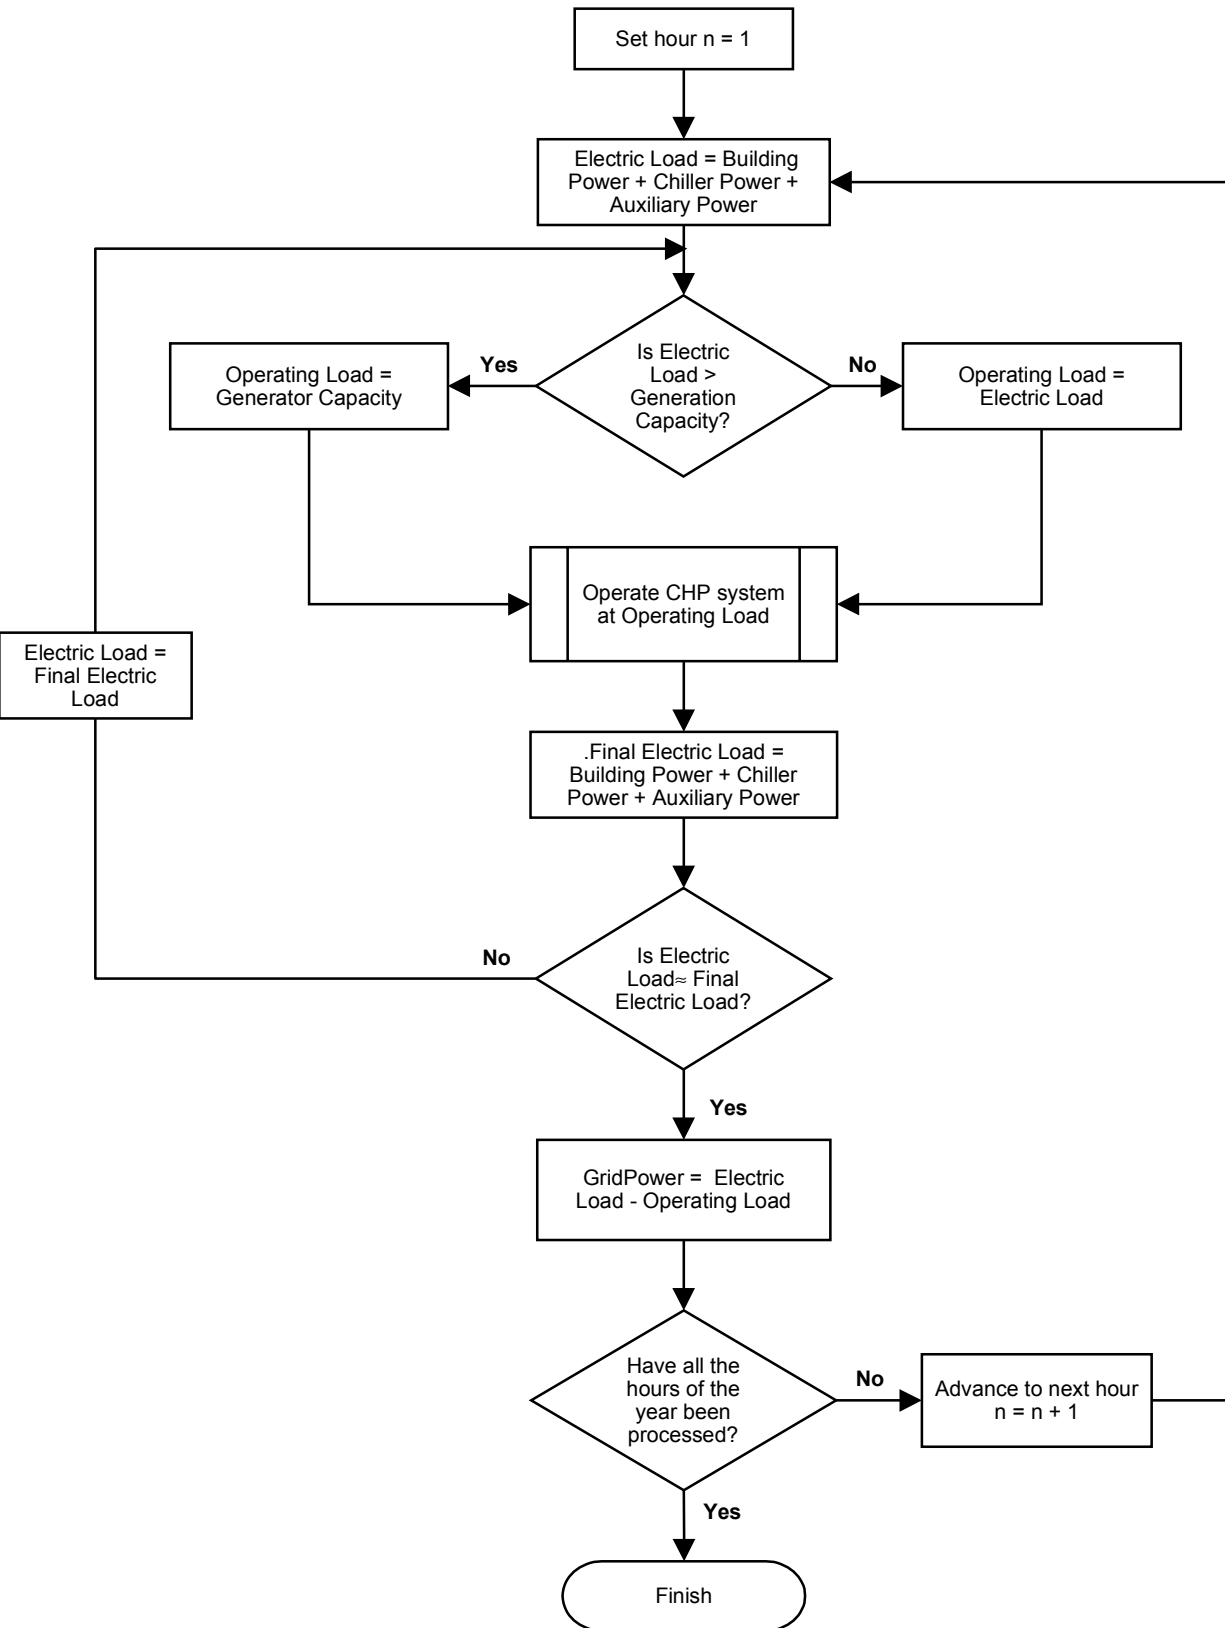 Set hour n = 1
Electric Load = Building
Power + Chiller Power +
Auxiliary Power
Is Electric
Load >
Generation
Capacity?
Yes
No
Operating Load =
Generator Capacity
Operating Load =
Electric Load
Operate CHP system
at Operating Load
Electric Load =
Final Electric
Load
.Final Electric Load =
Building Power + Chiller
Power + Auxiliary Power
Is Electric
Load≈ Final
Electric Load?
No
Yes
GridPower = Electric
Load - Operating Load
Have all the
hours of the
year been
processed?
No
Advance to next hour
n = n + 1
Yes
Finish